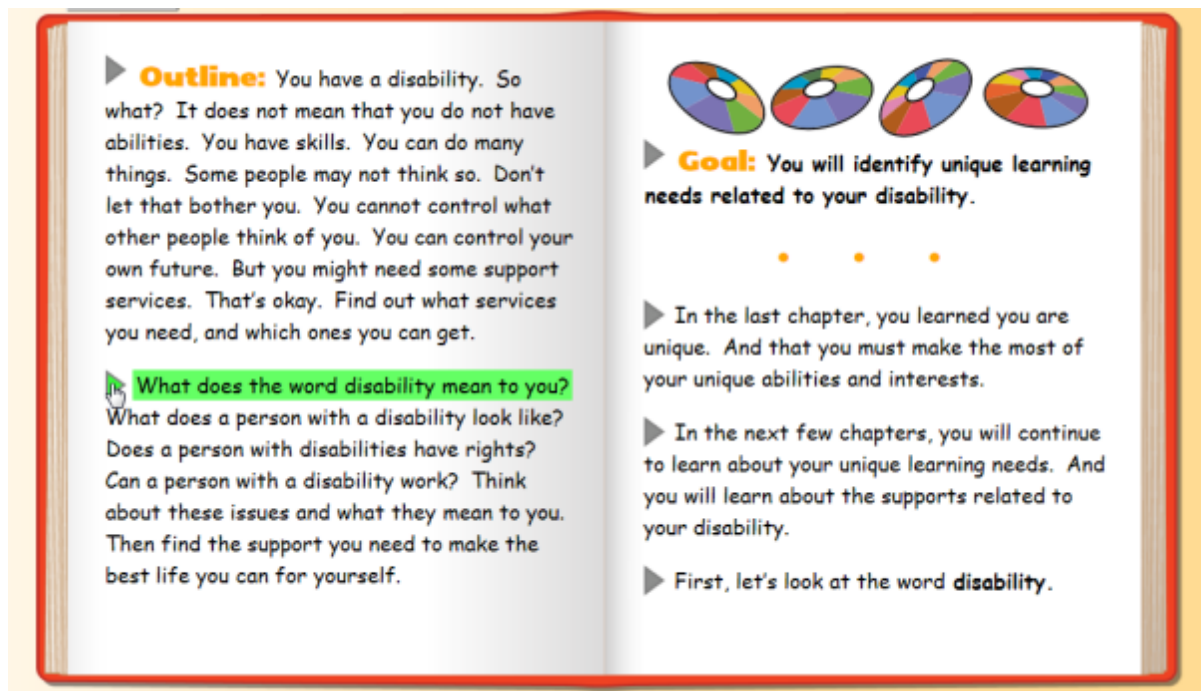 Outline: You have a disability. So
what? It does not mean that you do not have
abilities. You have skills. You can do many
things. Some people may not think so. Don't
let that bother you. You cannot control what
other people think of you. You can control your
own future. But you might need some support
services. That's okay. Find out what services
you need, and which ones you can get.
What does the word disability mean to you?
What does a person with a disability look like?
Does a person with disabilities have rights?
Can a person with a disability work? Think
about these issues and what they mean to you.
Then find the support you need to make the
best life you can for yourself.
Goal: You will identify unique learning
needs related to your disability.
In the last chapter, you learned you are
unique. And that you must make the most of
your unique abilities and interests.
In the next few chapters, you will continue
to learn about your unique learning needs. And
you will learn about the supports related to
your disability.
First, let's look at the word disability.